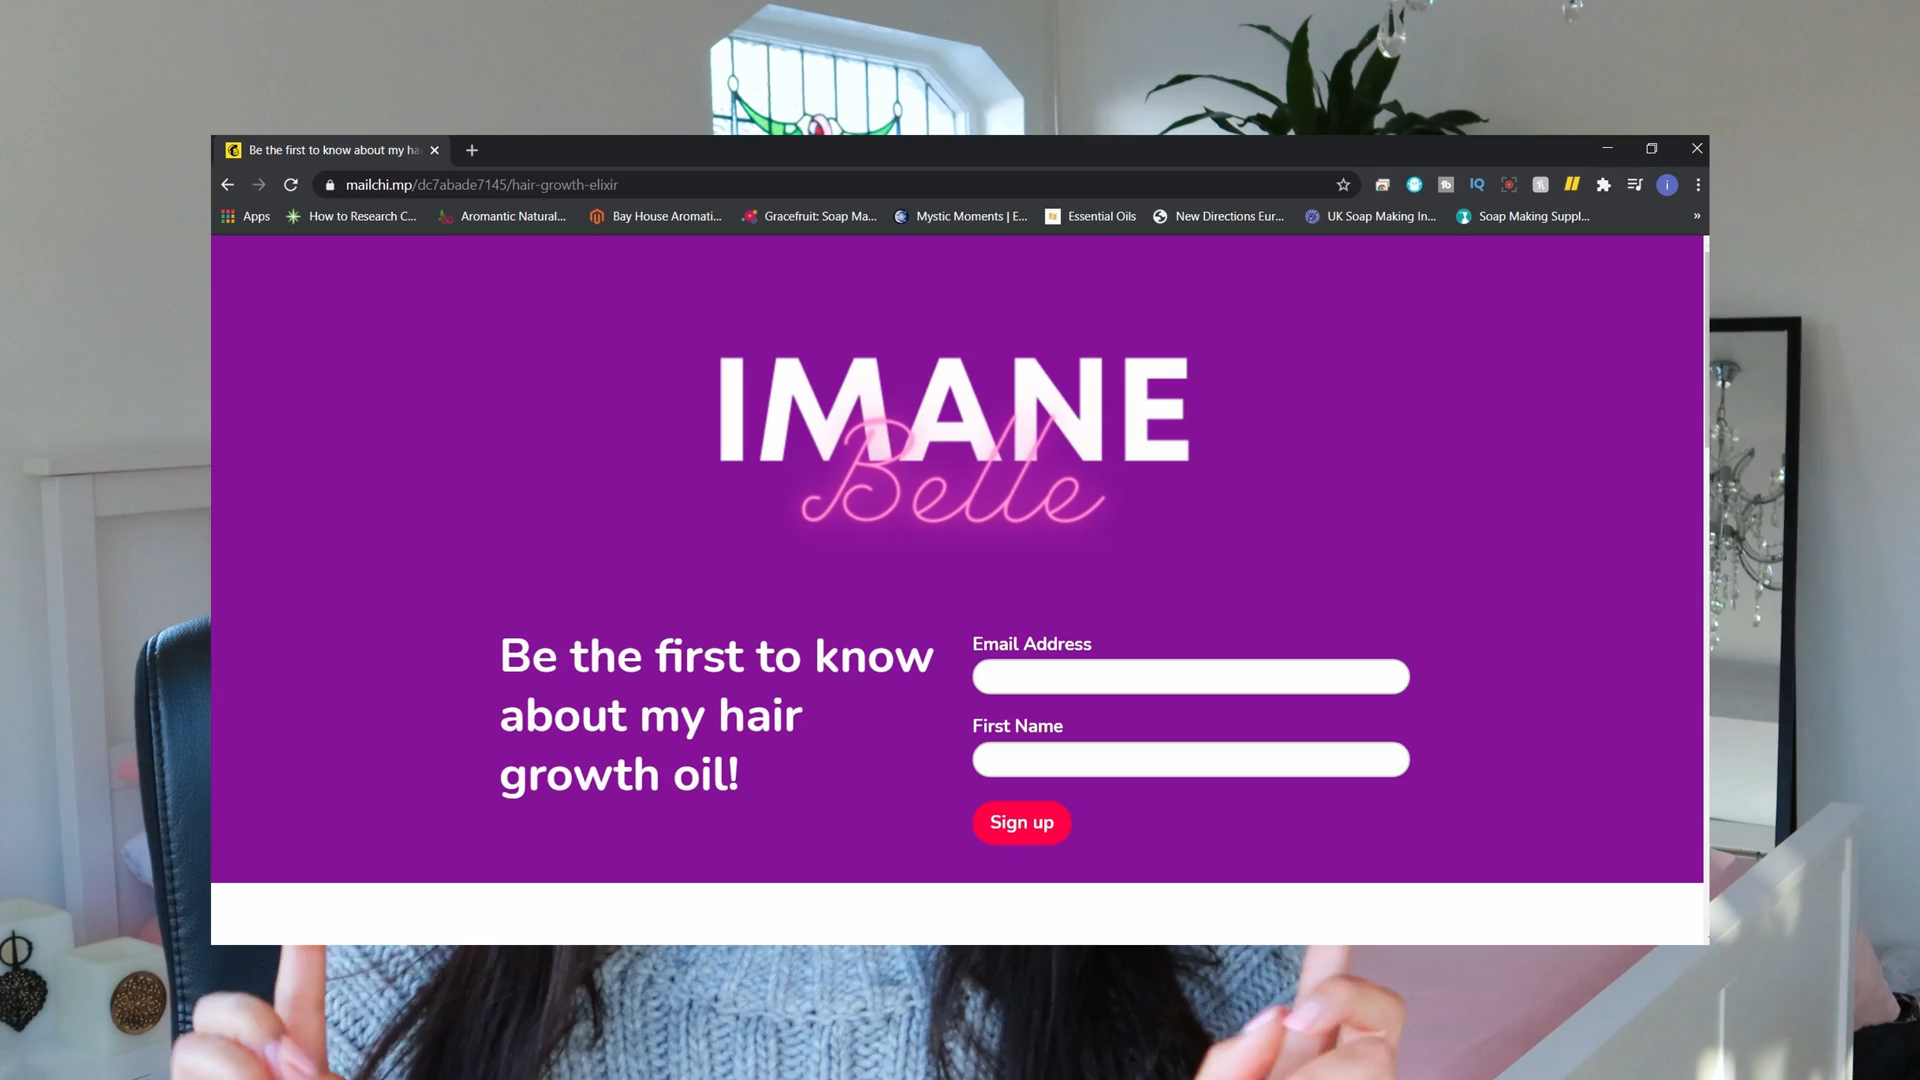 Be the first to know about my ha
mailchi.mp/dc7abade7145/hair-growth-elixir
Apps
How to Research C...
Aromantic Natural...
Bay House Aromati...
Gracefruit: Soap Ma...
Mystic Moments | E...
Essential Oils
New Directions Eur...
UK Soap Making In...
Soap Making Suppl...
IMANE
Belle
Be the first to know
about my hair
growth oil!
Email Address
First Name
Sign up